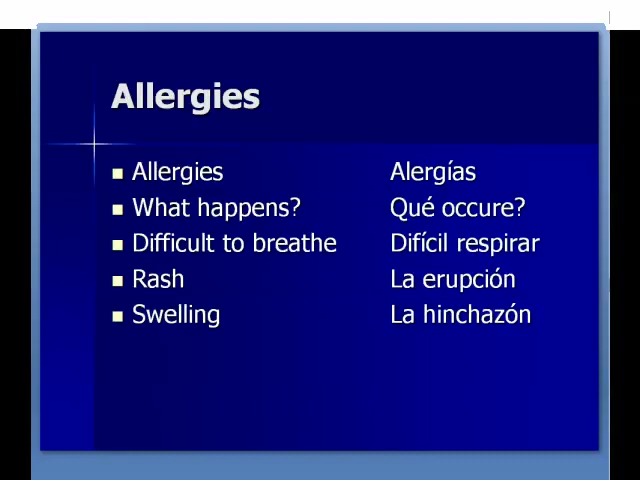 Allergies
Allergies Alergías
What happens? Qué occure?
Difficult to breathe Difícil respirar
Rash La erupción
Swelling La hinchazón